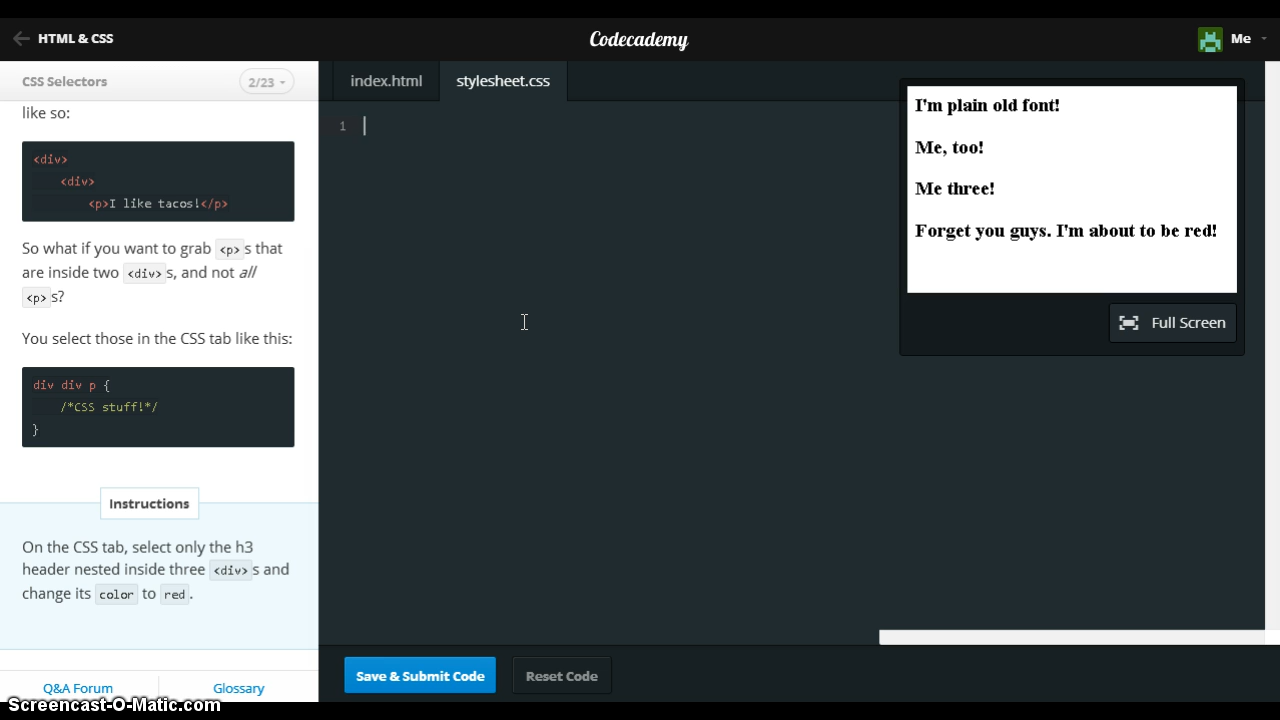 HTML & CSS
Codecademy
Me
CSS Selectors
2/23
index.html
stylesheet.css
like so:
<div>
<div>
<p>I like tacos!</p>
So what if you want to grab <p>s that
are inside two <div>s, and not all
<p>s?
You select those in the CSS tab like this:
div div p {
/*CSS stuff!*/
}
Instructions
On the CSS tab, select only the h3
header nested inside three <div>s and
change its color to red.
Q&A Forum
Glossary
1
I'm plain old font!
Me, too!
Me three!
Forget you guys. I'm about to be red!
Full Screen
Save & Submit Code
Reset Code
Screencast-O-Matic.com